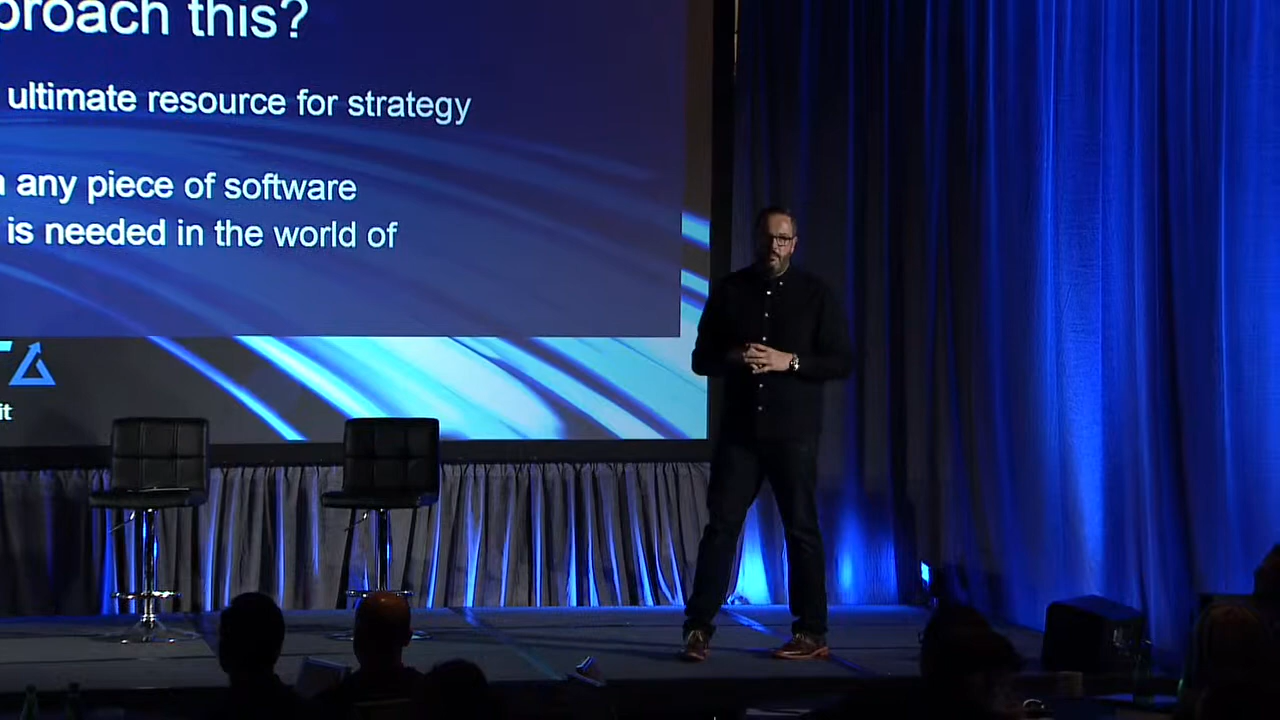 proach this?
ultimate resource for strategy
any piece of software
is needed in the world of
it